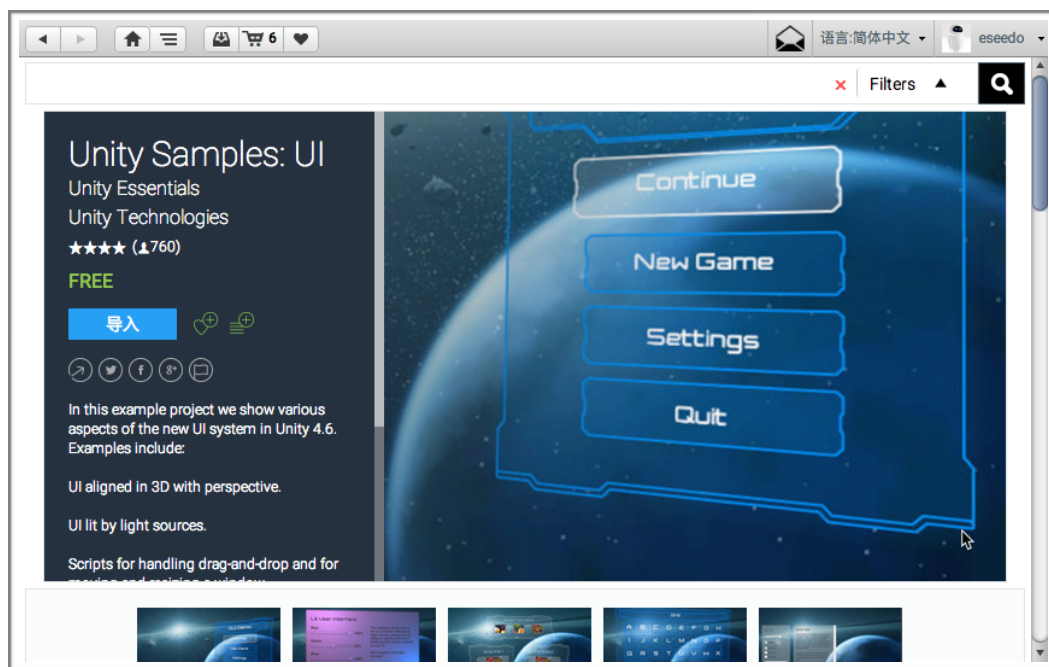 6
语言:简体中文
eseedo
Filters
Unity Samples: UI
Unity Essentials
Unity Technologies
★★★★ (760)
FREE
导入
In this example project we show various
aspects of the new UI system in Unity 4.6.
Examples include:
UI aligned in 3D with perspective.
UI lit by light sources.
Scripts for handling drag-and-drop and for
Continue
New Game
Settings
Quit